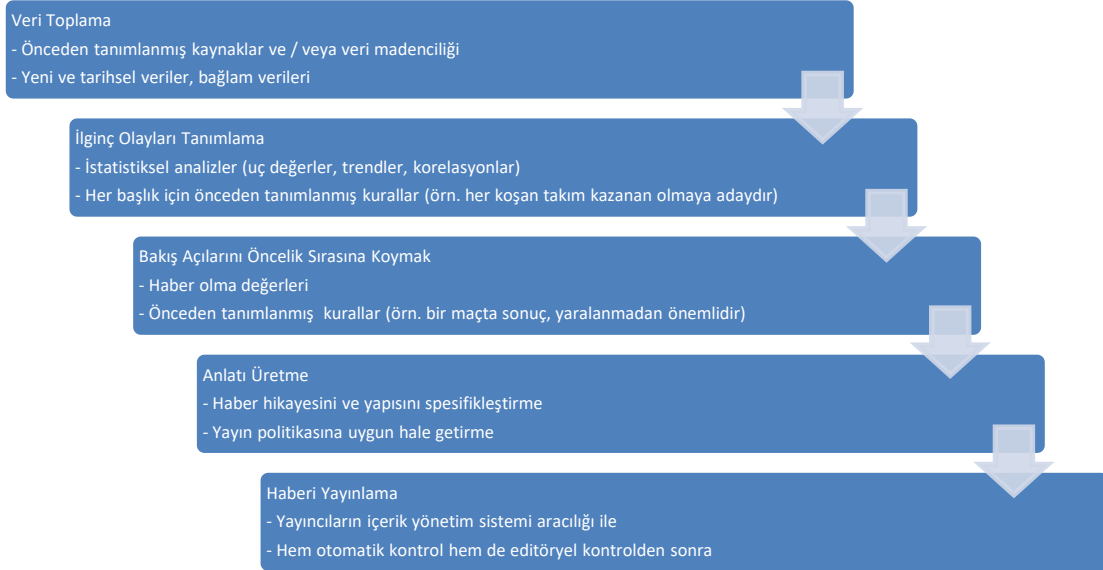 Veri Toplama
- Önceden tanımlanmış kaynaklar ve / veya veri madenciliği
- Yeni ve tarihsel veriler, bağlam verileri
İlginç Olayları Tanımlama
- İstatistiksel analizler (uç değerler, trendler, korelasyonlar)
- Her başlık için önceden tanımlanmış kurallar (örn. her koşan takım kazanan olmaya adaydır)
Bakış Açılarını Öncelik Sırasına Koymak
- Haber olma değerleri
- Önceden tanımlanmış kurallar (örn. bir maçta sonuç, yaralanmadan önemlidir)
Anlatı Üretme
- Haber hikayesini ve yapısını spesifikleştirme
- Yayın politikasına uygun hale getirme
Haberi Yayınlama
- Yayıncıların içerik yönetim sistemi aracılığı ile
- Hem otomatik kontrol hem de editöryel kontrolden sonra